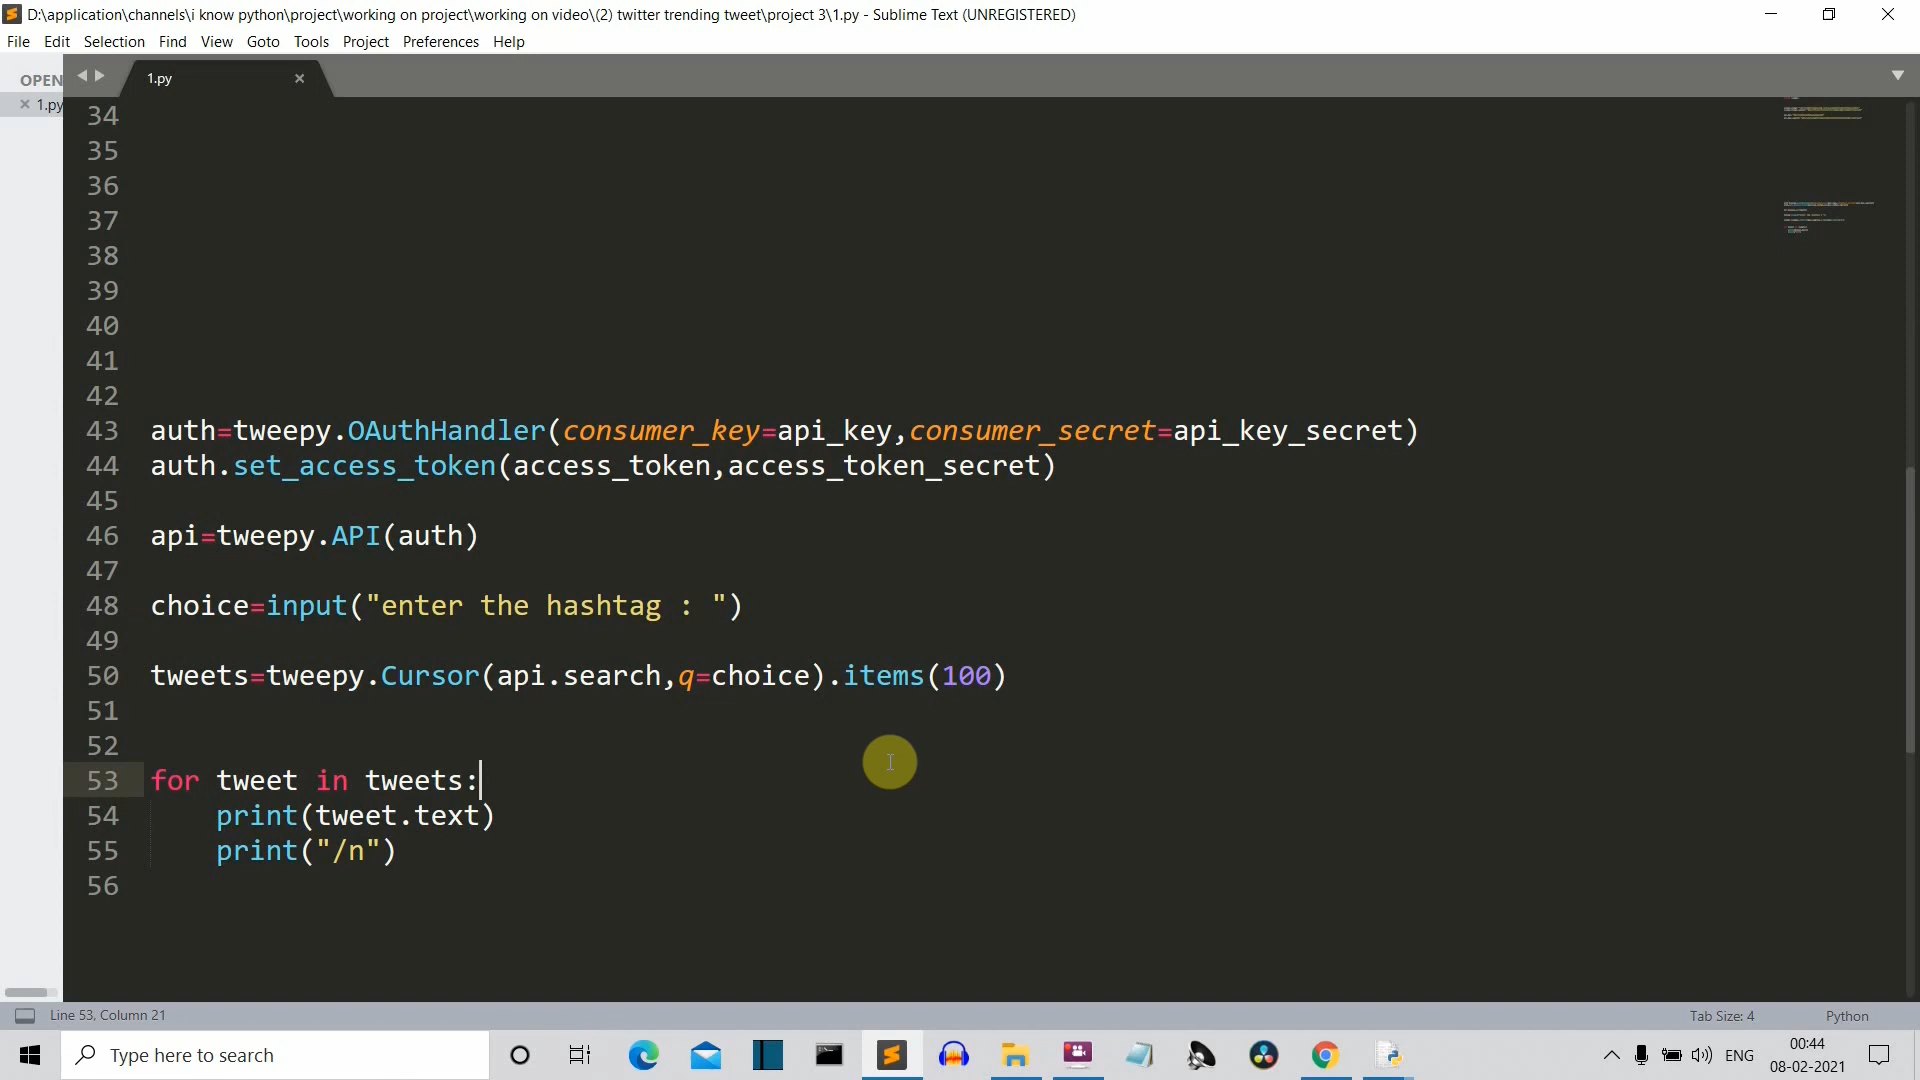 D:\application\channels\i know python\project\working on project\working on video\(2) twitter trending tweet\project 3\1.py - Sublime Text (UNREGISTERED)
File Edit Selection Find View Goto Tools Project Preferences Help
OPEN
1.py
1.py
34
35
36
37
38
39
40
41
42
43 auth=tweepy.OAuthHandler(consumer_key=api_key,consumer_secret=api_key_secret)
44 auth.set_access_token(access_token,access_token_secret)
45
46 api=tweepy.API(auth)
47
48 choice=input("enter the hashtag : ")
49
50 tweets=tweepy.Cursor(api.search,q=choice).items(100)
51
52
53 for tweet in tweets:
54 print(tweet.text)
55 print("/n")
56
Line 53, Column 21
Tab Size: 4
Python
Type here to search
ENG
00:44
08-02-2021